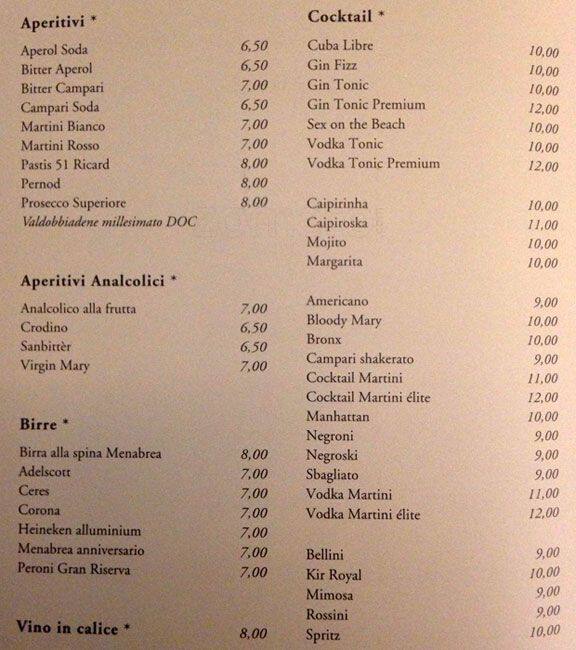 Aperitivi *
Aperol Soda 6,50
Bitter Aperol 6,50
Bitter Campari 7,00
Campari Soda 6,50
Martini Bianco 7,00
Martini Rosso 7,00
Pastis 51 Ricard 8,00
Pernod 8,00
Prosecco Superiore 8,00
Valdobbiadene millesimato DOC
Aperitivi Analcolici *
Analcolico alla frutta 7,00
Crodino 6,50
Sanbittèr 6,50
Virgin Mary 7,00
Birre *
Birra alla spina Menabrea 8,00
Adelscott 7,00
Ceres 7,00
Corona 7,00
Heineken alluminium 7,00
Menabrea anniversario 7,00
Peroni Gran Riserva 7,00
Vino in calice * 8,00
Cocktail *
Cuba Libre 10,00
Gin Fizz 10,00
Gin Tonic 10,00
Gin Tonic Premium 12,00
Sex on the Beach 10,00
Vodka Tonic 10,00
Vodka Tonic Premium 12,00
Caipirinha 10,00
Caipiroska 11,00
Mojito 10,00
Margarita 10,00
Americano 9,00
Bloody Mary 10,00
Bronx 10,00
Campari shakerato 9,00
Cocktail Martini 11,00
Cocktail Martini élite 12,00
Manhattan 10,00
Negroni 9,00
Negroski 9,00
Sbagliato 9,00
Vodka Martini 11,00
Vodka Martini élite 12,00
Bellini 9,00
Kir Royal 10,00
Mimosa 9,00
Rossini 9,00
Spritz 10,00